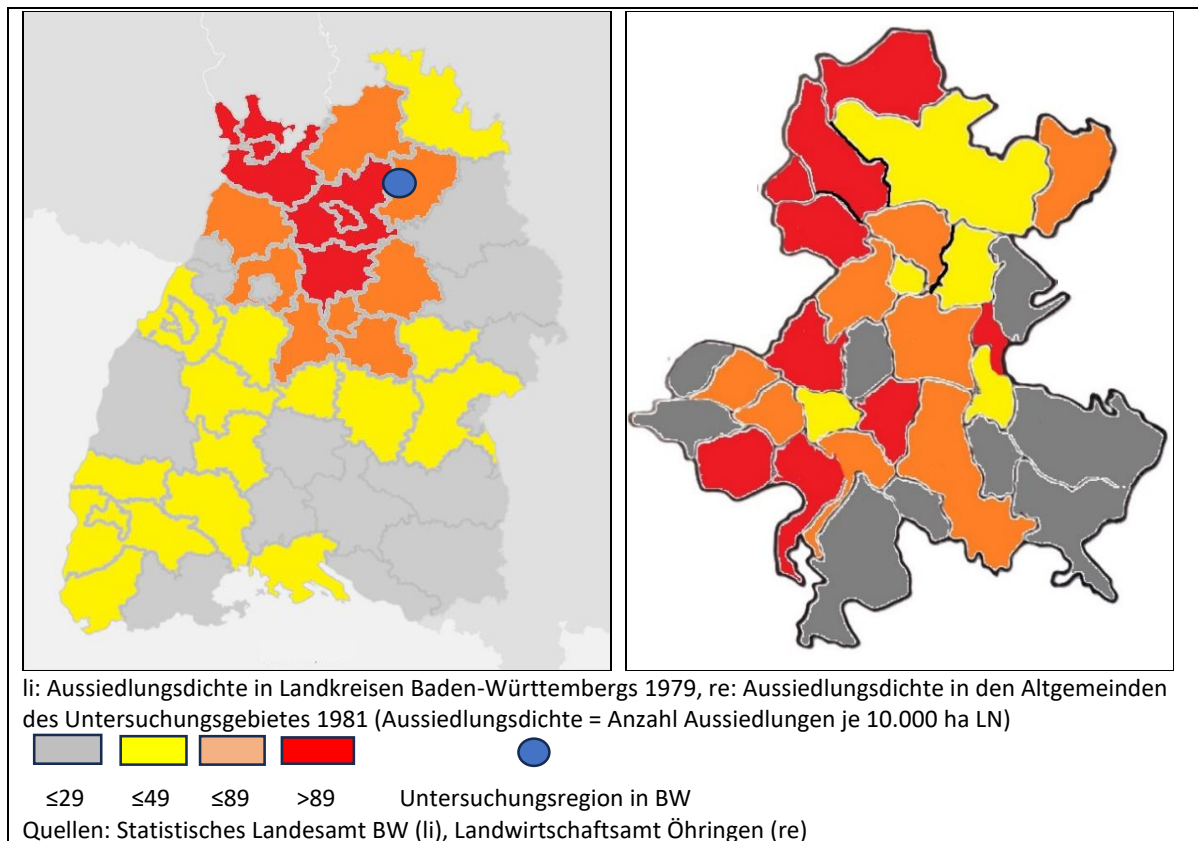 li: Aussiedlungsdichte in Landkreisen Baden-Württembergs 1979, re: Aussiedlungsdichte in den Altgemeinden
des Untersuchungsgebietes 1981 (Aussiedlungsdichte = Anzahl Aussiedlungen je 10.000 ha LN)
≤29 ≤49 ≤89 >89 Untersuchungsregion in BW
Quellen: Statistisches Landesamt BW (li), Landwirtschaftsamt Öhringen (re)